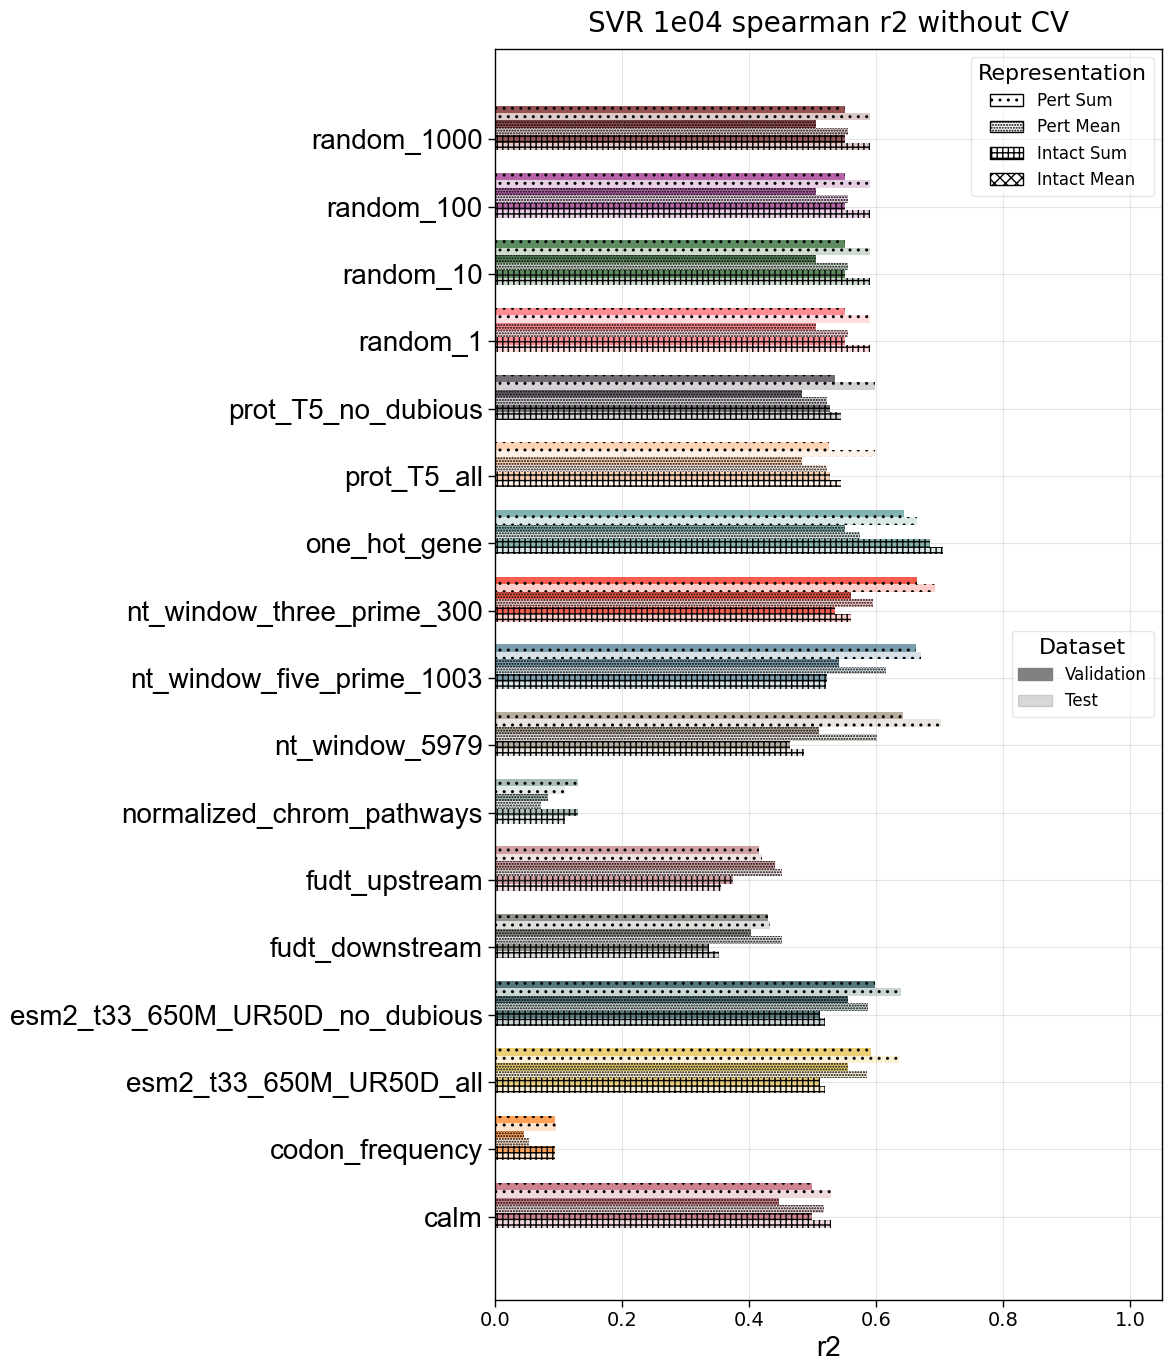 SVR 1e04 spearman r2 without CV
Representation
Pert Sum
Pert Mean
Intact Sum
Intact Mean
random_1000
random_100
random_10
random_1
prot_T5_no_dubious
prot_T5_all
one_hot_gene
nt_window_three_prime_300
nt_window_five_prime_1003
Dataset
Validation
Test
nt_window_5979
normalized_chrom_pathways
fudt_upstream
fudt_downstream
esm2_t33_650M_UR50D_no_dubious
esm2_t33_650M_UR50D_all
codon_frequency
calm
0.0 0.2 0.4 0.6 0.8 1.0
r2